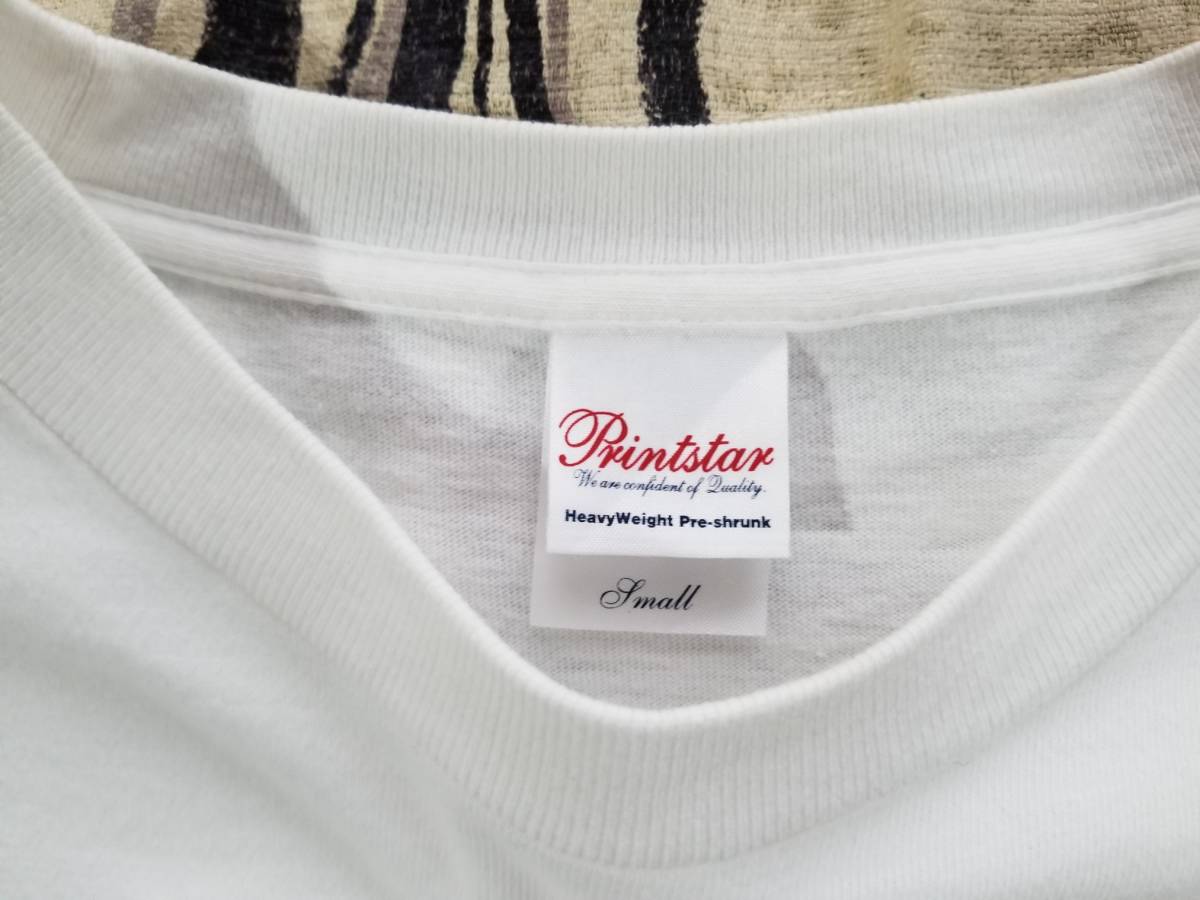 Printstar
We are confident of Quality.
HeavyWeight Pre-shrunk
Small